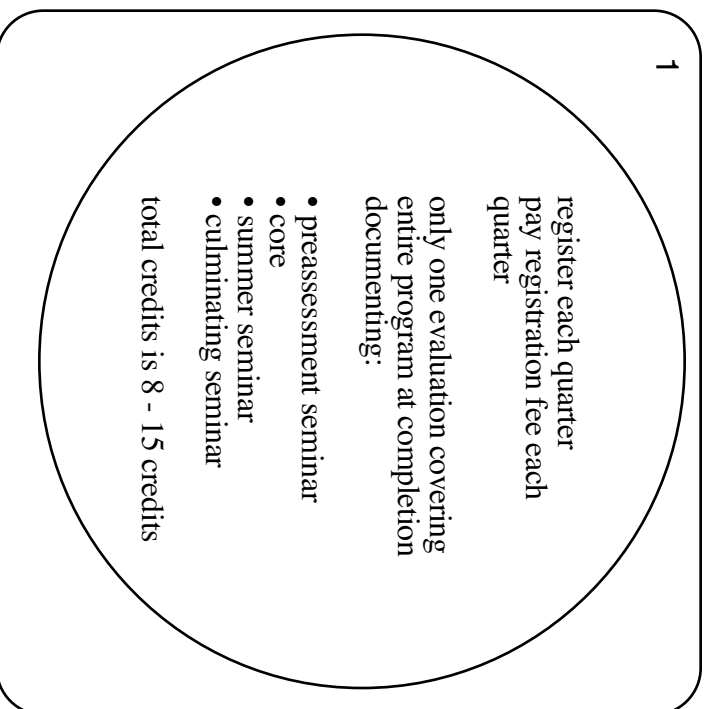 1
register each quarter
pay registration fee each
quarter
only one evaluation covering
entire program at completion
documenting:
• preassessment seminar
• core
• summer seminar
• culminating seminar
total credits is 8 - 15 credits